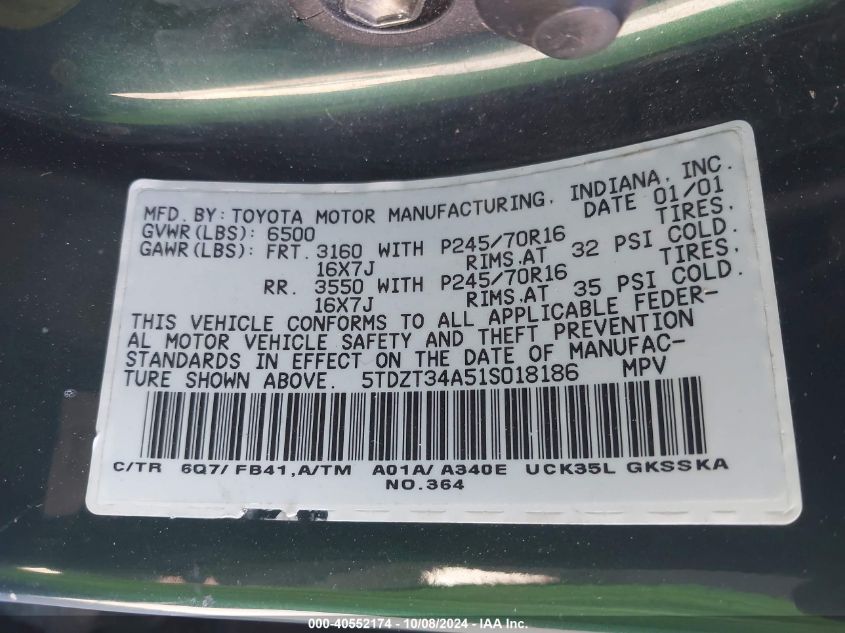 MFD. BY: TOYOTA MOTOR MANUFACTURING, INDIANA, INC.
GVWR(LBS): 6500 DATE 01/01
GAWR(LBS): FRT. 3160 WITH P245/70R16 TIRES,
16X7J RIMS.AT 32 PSI COLD.
RR. 3550 WITH P245/70R16 TIRES,
16X7J RIMS.AT 35 PSI COLD.
THIS VEHICLE CONFORMS TO ALL APPLICABLE FEDER-
AL MOTOR VEHICLE SAFETY AND THEFT PREVENTION
STANDARDS IN EFFECT ON THE DATE OF MANUFAC-
TURE SHOWN ABOVE. 5TDZT34A51S018186 MPV
C/TR 6Q7/ FB41,A/TM A01A/ A340E UCK35L GKSSKA
NO.364
000-40552174 - 10/08/2024 - IAA Inc.